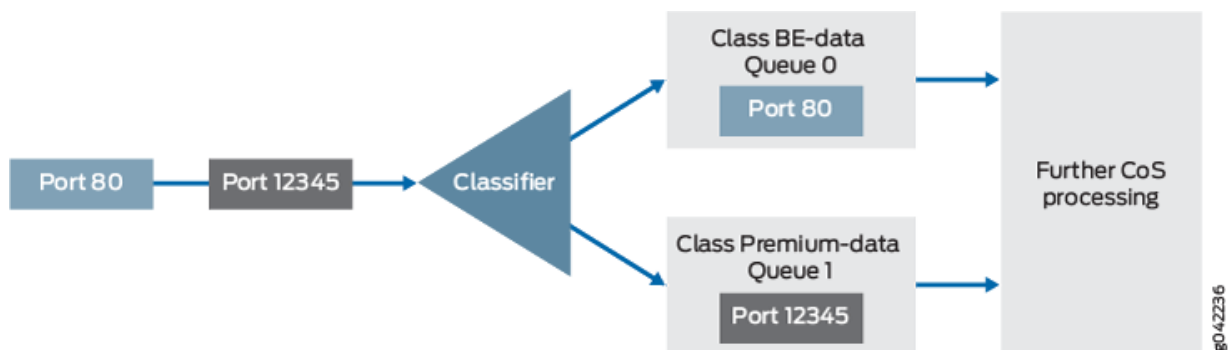 Port 80
Port 12345
Classifier
Class BE-data
Queue 0
Port 80
Class Premium-data
Queue 1
Port 12345
Further CoS
processing
g042236